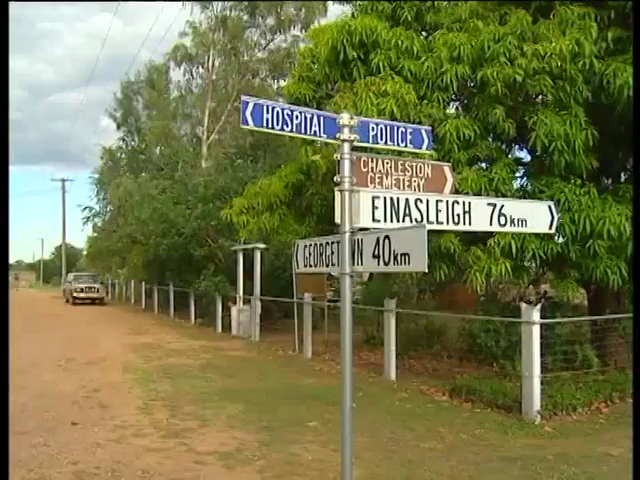 HOSPITAL
POLICE
CHARLESTON
CEMETERY
EINASLEIGH 76km
GEORGETOWN 40km